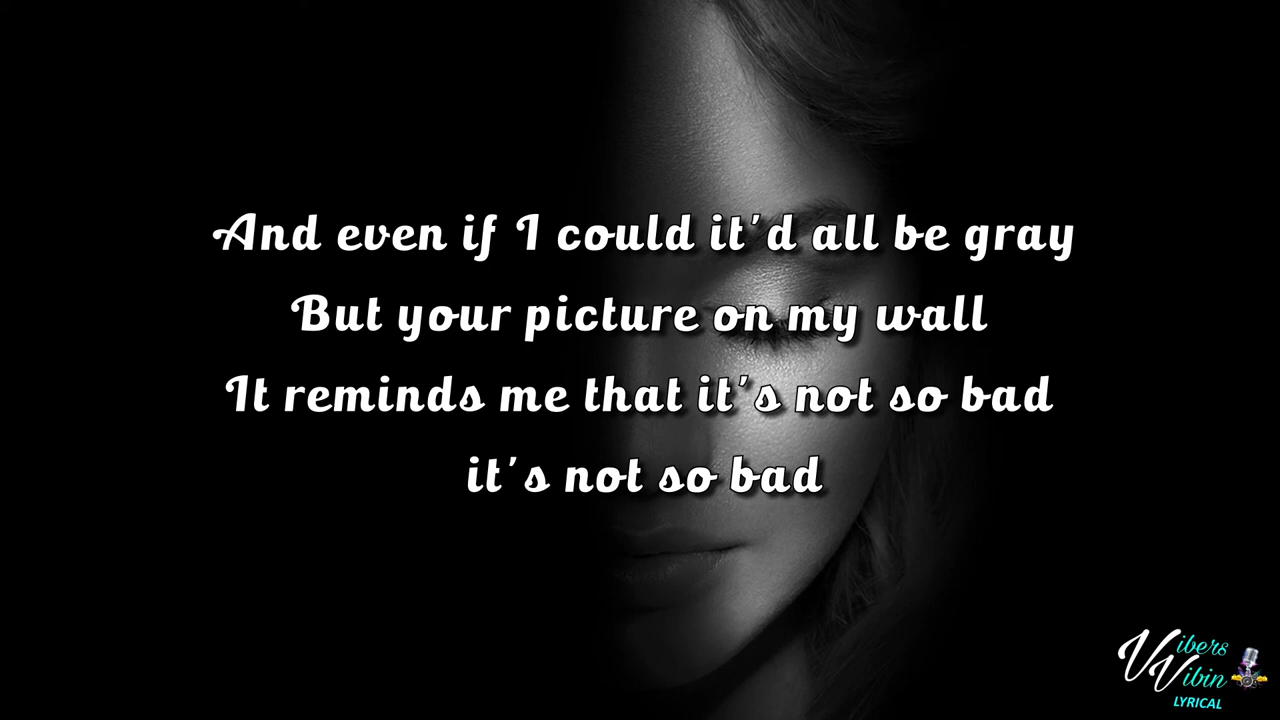 And even if I could it'd all be gray
But your picture on my wall
It reminds me that it's not so bad
it's not so bad
Vibers
Vibin
LYRICAL